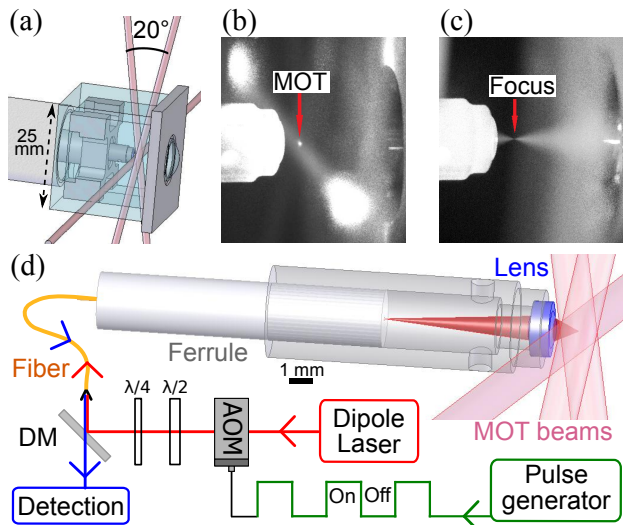 (a)
20°
25
mm
(b)
MOT
(c)
Focus
(d)
Lens
Ferrule
Fiber
1 mm
MOT beams
λ/4
λ/2
AOM
DM
Dipole
Laser
Detection
On
Off
Pulse
generator